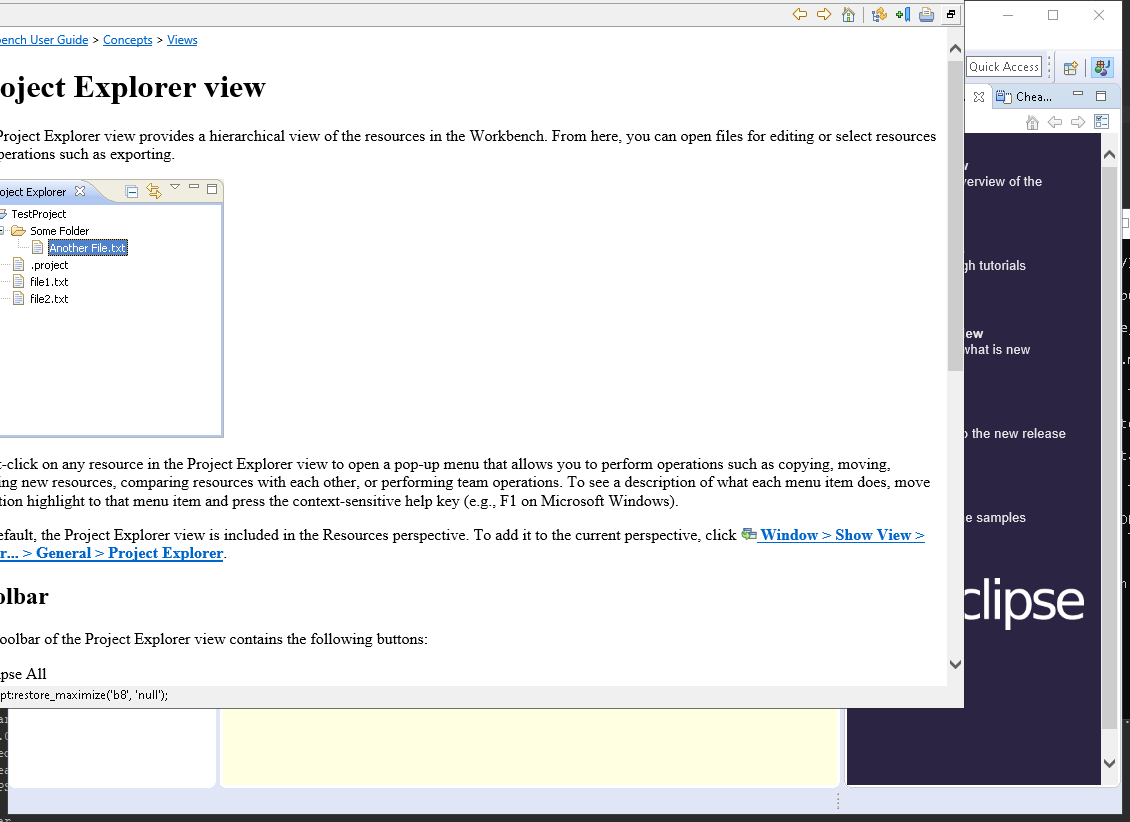 ench User Guide > Concepts > Views
Quick Access
Chea...
oject Explorer view
Project Explorer view provides a hierarchical view of the resources in the Workbench. From here, you can open files for editing or select resources
perations such as exporting.
oject Explorer
TestProject
Some Folder
Another File.txt
.project
file1.txt
file2.txt
t-click on any resource in the Project Explorer view to open a pop-up menu that allows you to perform operations such as copying, moving,
ing new resources, comparing resources with each other, or performing team operations. To see a description of what each menu item does, move
tion highlight to that menu item and press the context-sensitive help key (e.g., F1 on Microsoft Windows).
efault, the Project Explorer view is included in the Resources perspective. To add it to the current perspective, click Window > Show View >
r... > General > Project Explorer.
olbar
oolbar of the Project Explorer view contains the following buttons:
pse All
pt:restore_maximize('b8', 'null');
w
verview of the
gh tutorials
ew
what is new
o the new release
e samples
clipse